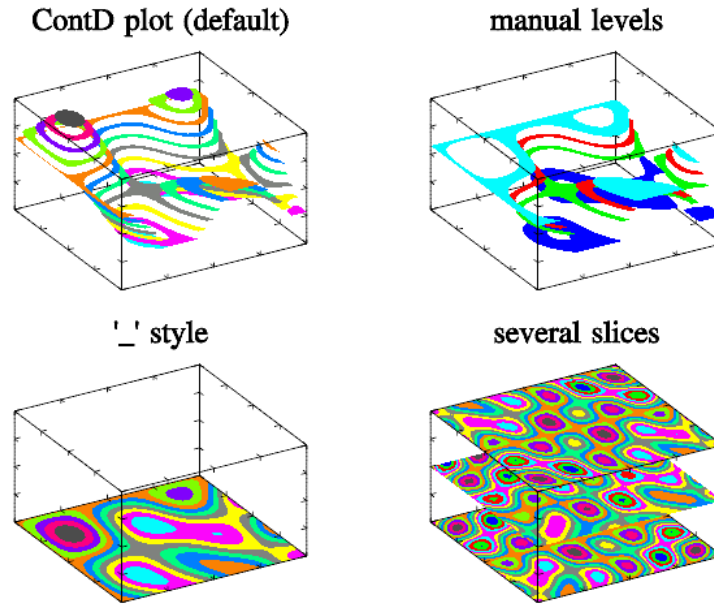 ContD plot (default)
manual levels
'_' style
several slices